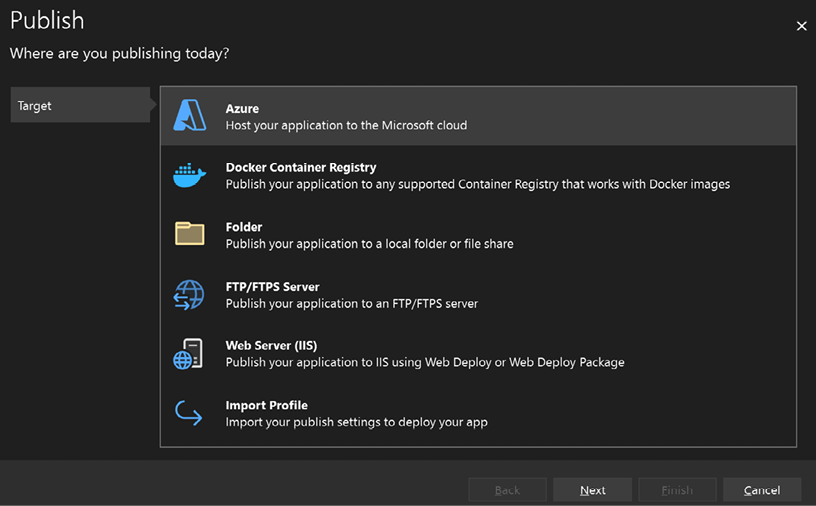 Publish
Where are you publishing today?
Target
Azure
Host your application to the Microsoft cloud
Docker Container Registry
Publish your application to any supported Container Registry that works with Docker images
Folder
Publish your application to a local folder or file share
FTP/FTPS Server
Publish your application to an FTP/FTPS server
Web Server (IIS)
Publish your application to IIS using Web Deploy or Web Deploy Package
Import Profile
Import your publish settings to deploy your app
Back
Next
Finish
Cancel